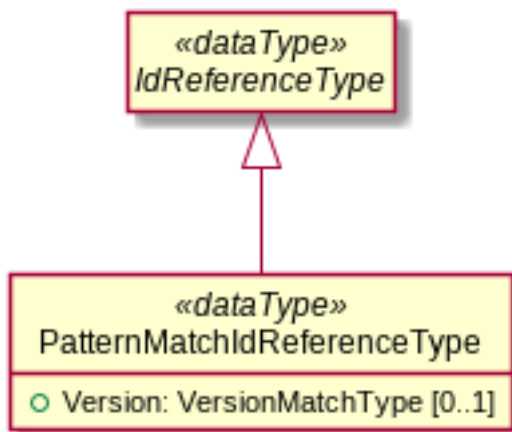 «dataType»
IdReferenceType
«dataType»
PatternMatchIdReferenceType
Version: VersionMatchType [0..1]